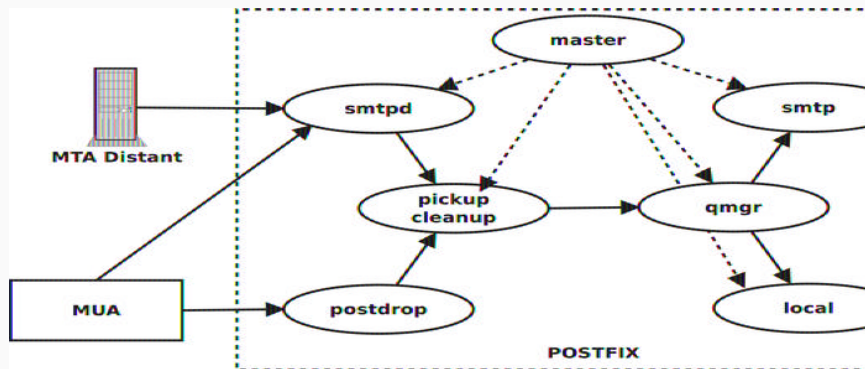 master
smtpd
smtp
MTA Distant
pickup
cleanup
qmgr
MUA
postdrop
local
POSTFIX